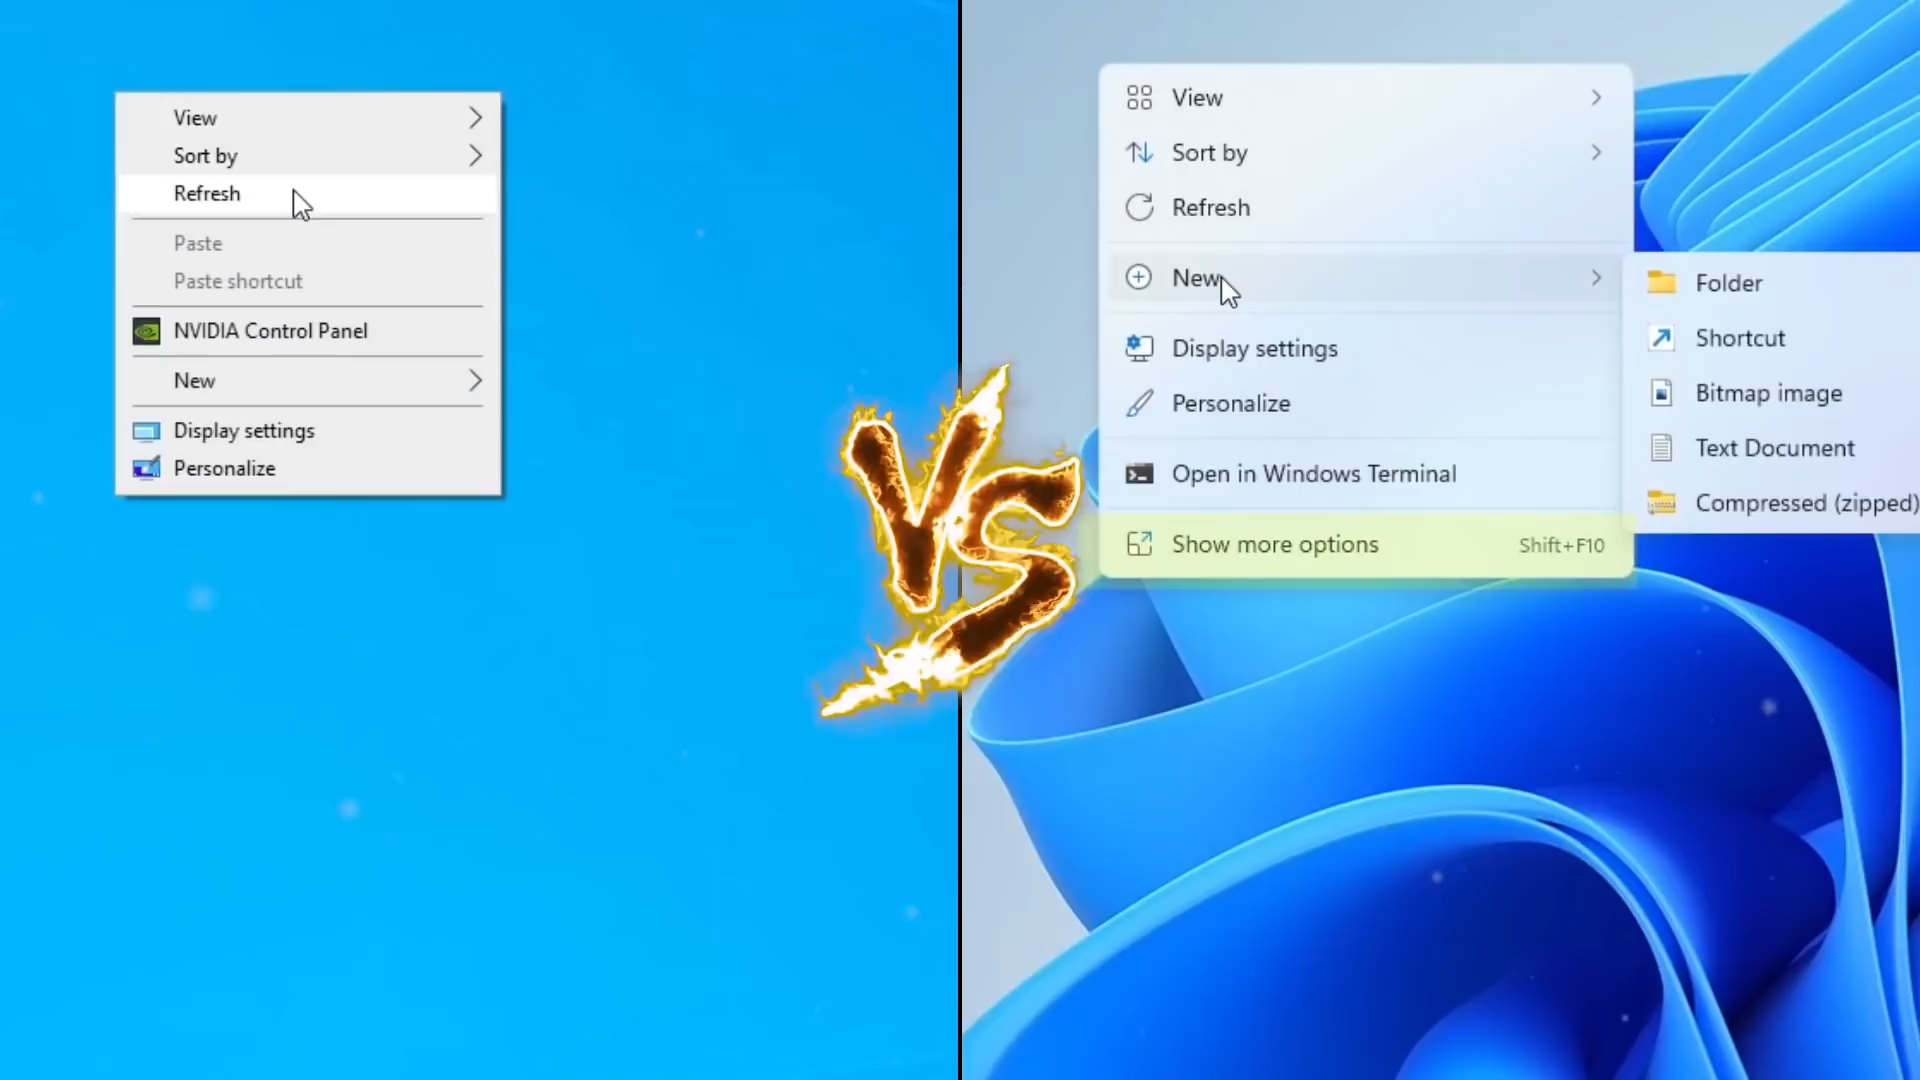 View
Sort by
Refresh
Paste
Paste shortcut
NVIDIA Control Panel
New
Display settings
Personalize
VS
View
Sort by
Refresh
New
Display settings
Personalize
Open in Windows Terminal
Show more options Shift+F10
Folder
Shortcut
Bitmap image
Text Document
Compressed (zipped)